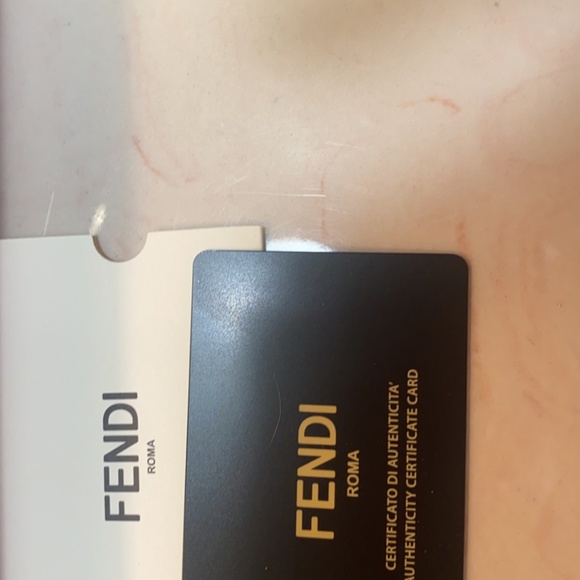 FENDI
ROMA
FENDI
ROMA
CERTIFICATO DI AUTENTICITA'
AUTHENTICITY CERTIFICATE CARD